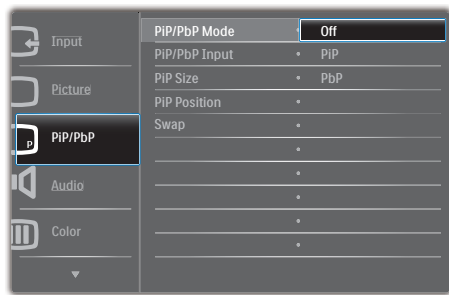 Input
Picture
PiP/PbP
Audio
Color
PiP/PbP Mode
PiP/PbP Input
PiP Size
PiP Position
Swap
Off
PiP
PbP
P